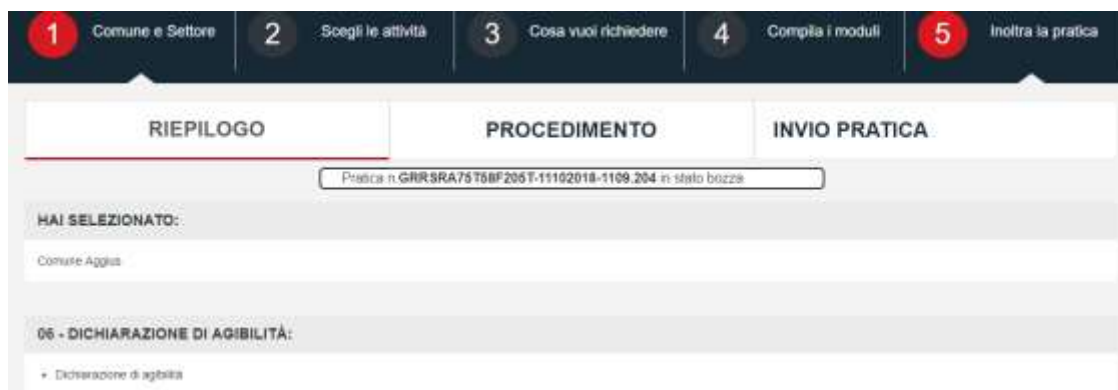 1 Comune e Settore 2 Scegli le attività 3 Cosa vuoi richiedere 4 Compila i moduli 5 Inoltra la pratica
RIEPILOGO PROCEDIMENTO INVIO PRATICA
Pratica n.GRRSRA75T58F205T-11102018-1109.204 in stato bozza
HAI SELEZIONATO:
Comune Aggius
06 - DICHIARAZIONE DI AGIBILITÀ:
• Dichiarazione di agibilità